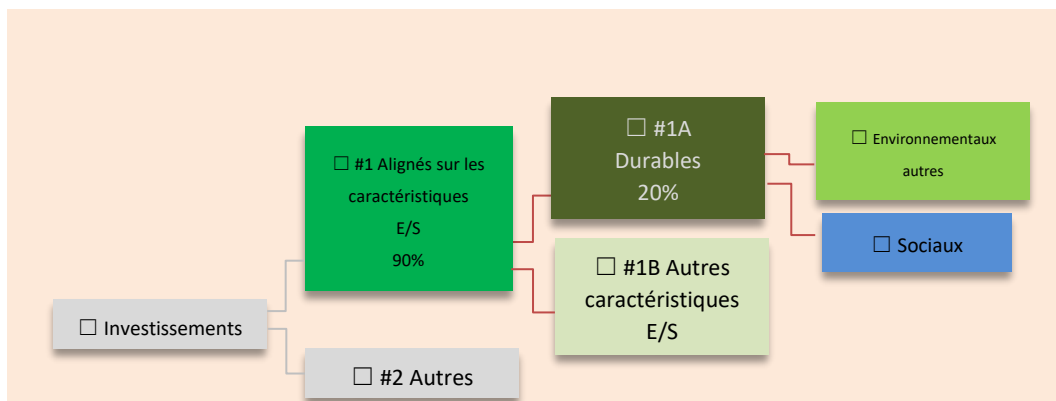 ☐ Investissements
☐ #1 Alignés sur les
caractéristiques
E/S
90%
☐ #2 Autres
☐ #1A
Durables
20%
☐ #1B Autres
caractéristiques
E/S
☐ Environnementaux
autres
☐ Sociaux